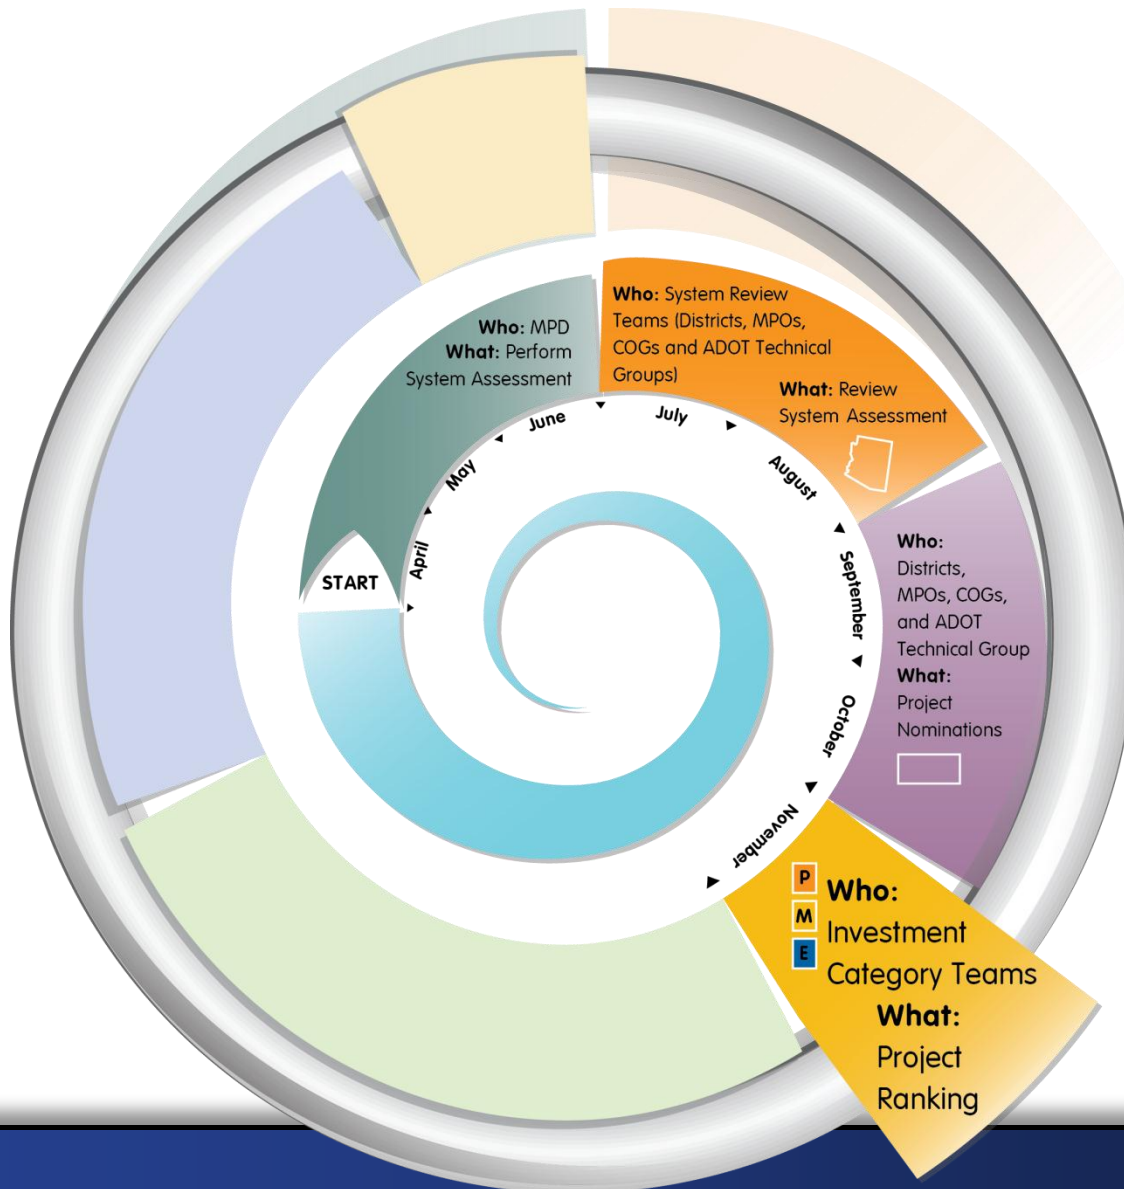 Who: MPD
What: Perform
System Assessment
Who: System Review
Teams (Districts, MPOs,
COGs and ADOT Technical
Groups)
What: Review
System Assessment
START
April
May
June
July
August
September
October
November
Who:
Districts,
MPOs, COGs,
and ADOT
Technical Group
What:
Project
Nominations
P
M
E
Who:
Investment
Category Teams
What:
Project
Ranking